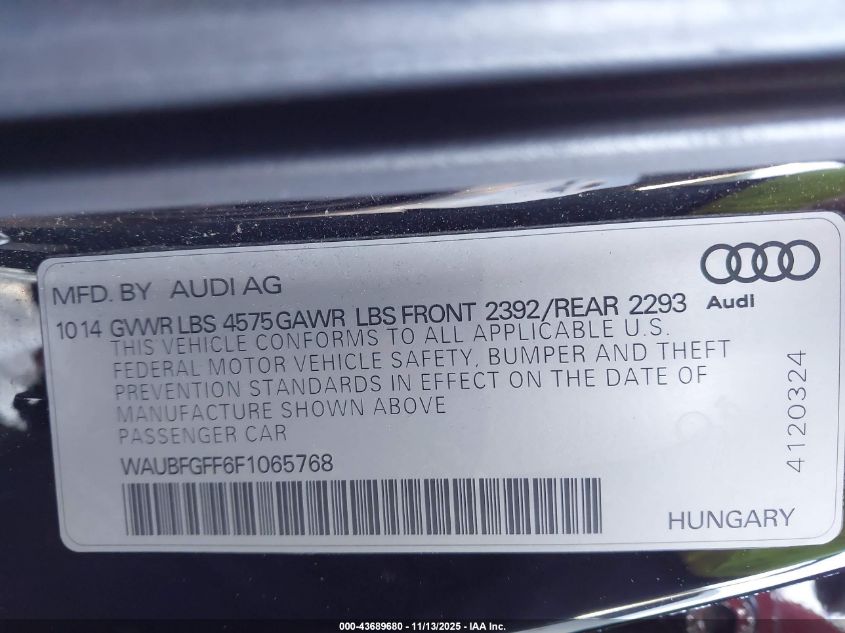 MFD. BY AUDI AG
Audi
10 14 GVWR LBS 4575 GAWR LBS FRONT 2392/REAR 2293
THIS VEHICLE CONFORMS TO ALL APPLICABLE U.S.
FEDERAL MOTOR VEHICLE SAFETY, BUMPER AND THEFT
PREVENTION STANDARDS IN EFFECT ON THE DATE OF
MANUFACTURE SHOWN ABOVE
PASSENGER CAR
WAUBFGFF6F1065768
4120324
HUNGARY
000-43689680 - 11/13/2025 - IAA Inc.